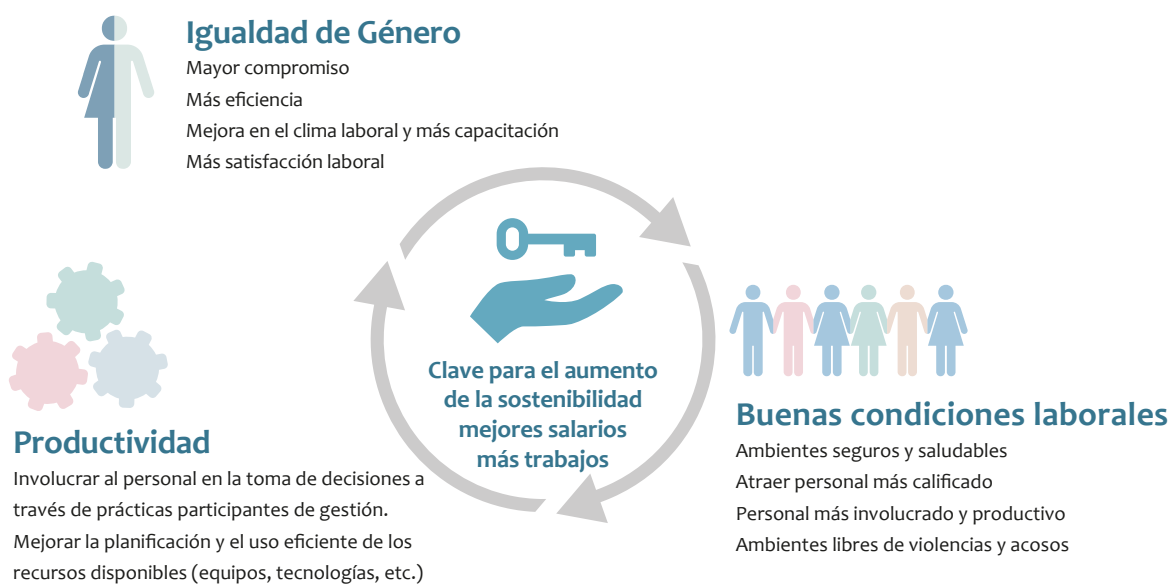 Igualdad de Género
Mayor compromiso
Más eficiencia
Mejora en el clima laboral y más capacitación
Más satisfacción laboral
Clave para el aumento
de la sostenibilidad
mejores salarios
más trabajos
Buenas condiciones laborales
Ambientes seguros y saludables
Atraer personal más calificado
Personal más involucrado y productivo
Ambientes libres de violencias y acosos
Productividad
Involucrar al personal en la toma de decisiones a
través de prácticas participantes de gestión.
Mejorar la planificación y el uso eficiente de los
recursos disponibles (equipos, tecnologías, etc.)